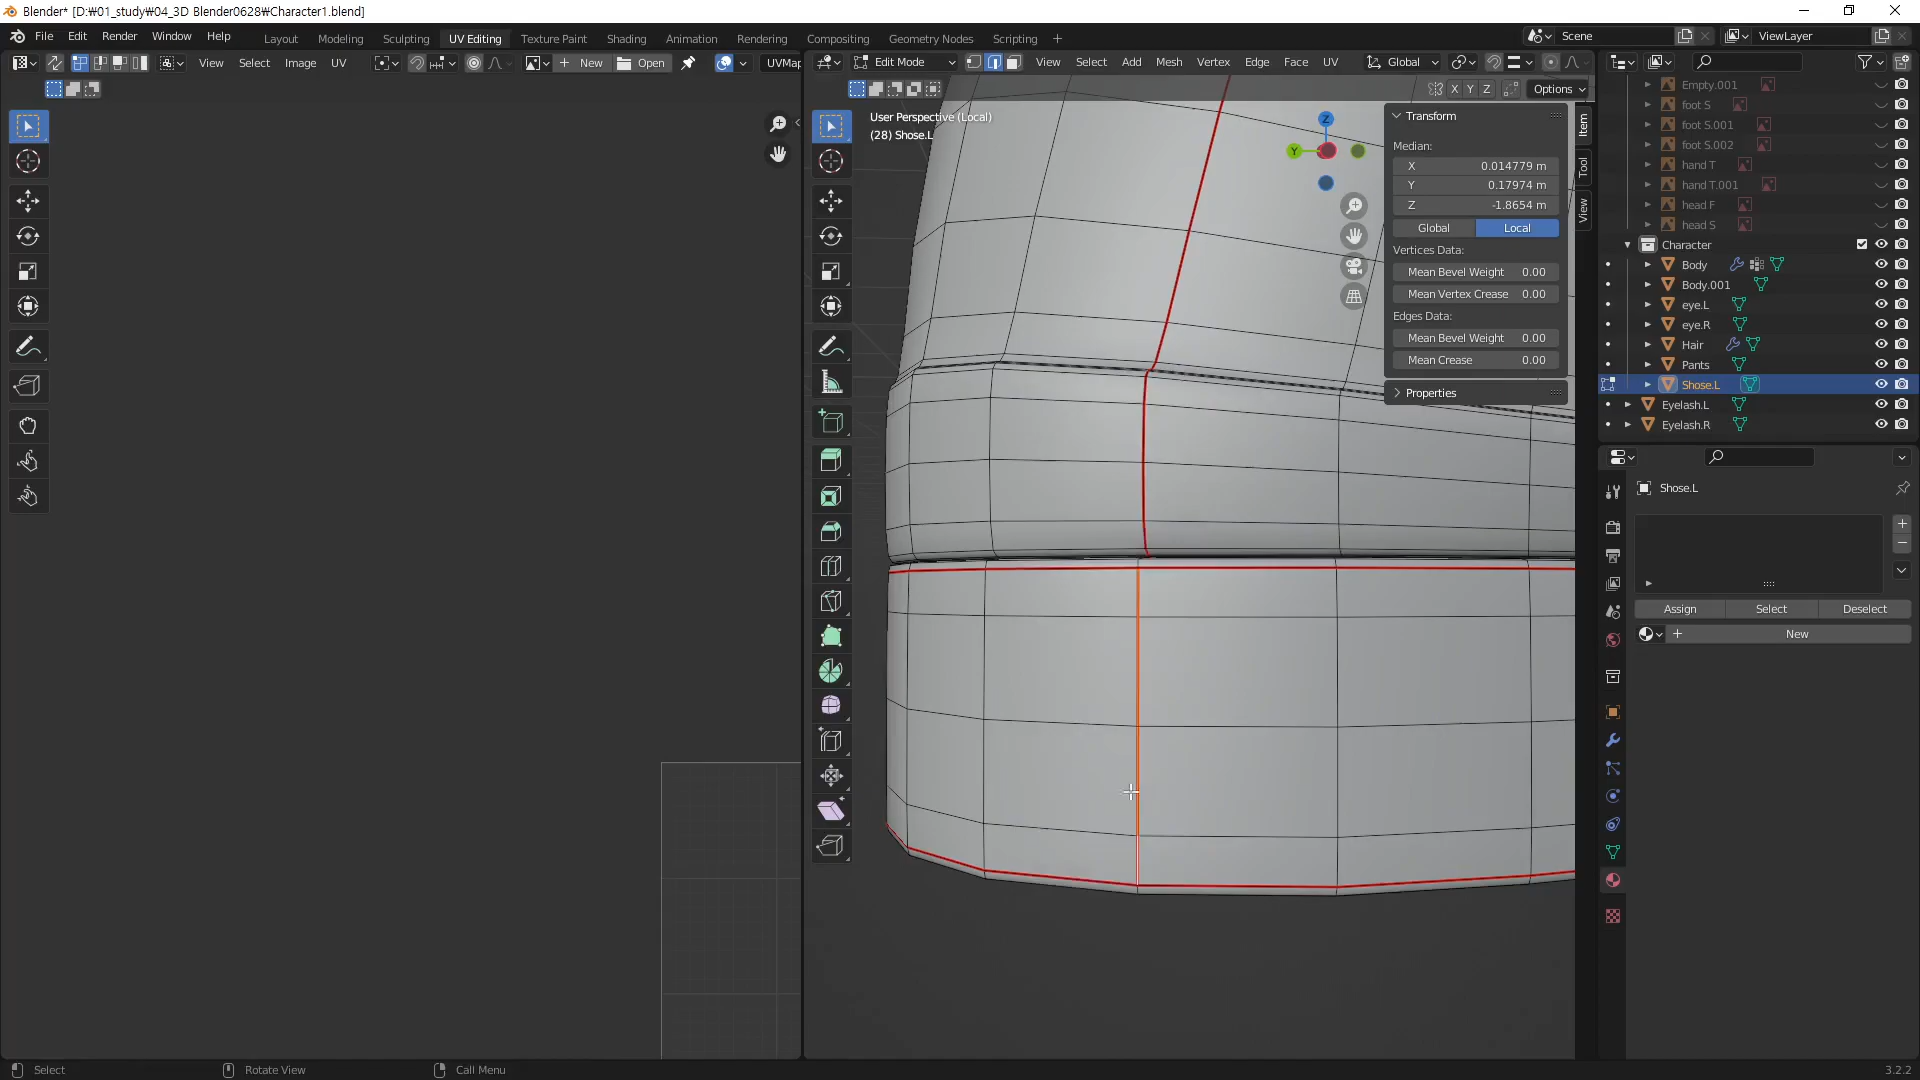 Blender* [D:₩01_study₩04_3D Blender0628₩Character1.blend]
File Edit Render Window Help
Layout Modeling Sculpting UV Editing Texture Paint Shading Animation Rendering Compositing Geometry Nodes Scripting +
Scene
ViewLayer
View Select Image UV
New
Open
UVMap
Edit Mode
View Select Add Mesh Vertex Edge Face UV
Global
X Y Z
Options
User Perspective (Local)
(28) Shose.L
Z
Y
Transform
Median:
X 0.014779 m
Y 0.17974 m
Z -1.8654 m
Global Local
Vertices Data:
Mean Bevel Weight 0.00
Mean Vertex Crease 0.00
Edges Data:
Mean Bevel Weight 0.00
Mean Crease 0.00
Properties
Item
Tool
View
Empty.001
foot S
foot S.001
foot S.002
hand T
hand T.001
head F
head S
Character
Body
Body.001
eye.L
eye.R
Hair
Pants
Shose.L
Eyelash.L
Eyelash.R
Shose.L
Assign Select Deselect
New
Select
Rotate View
Call Menu
3.2.2